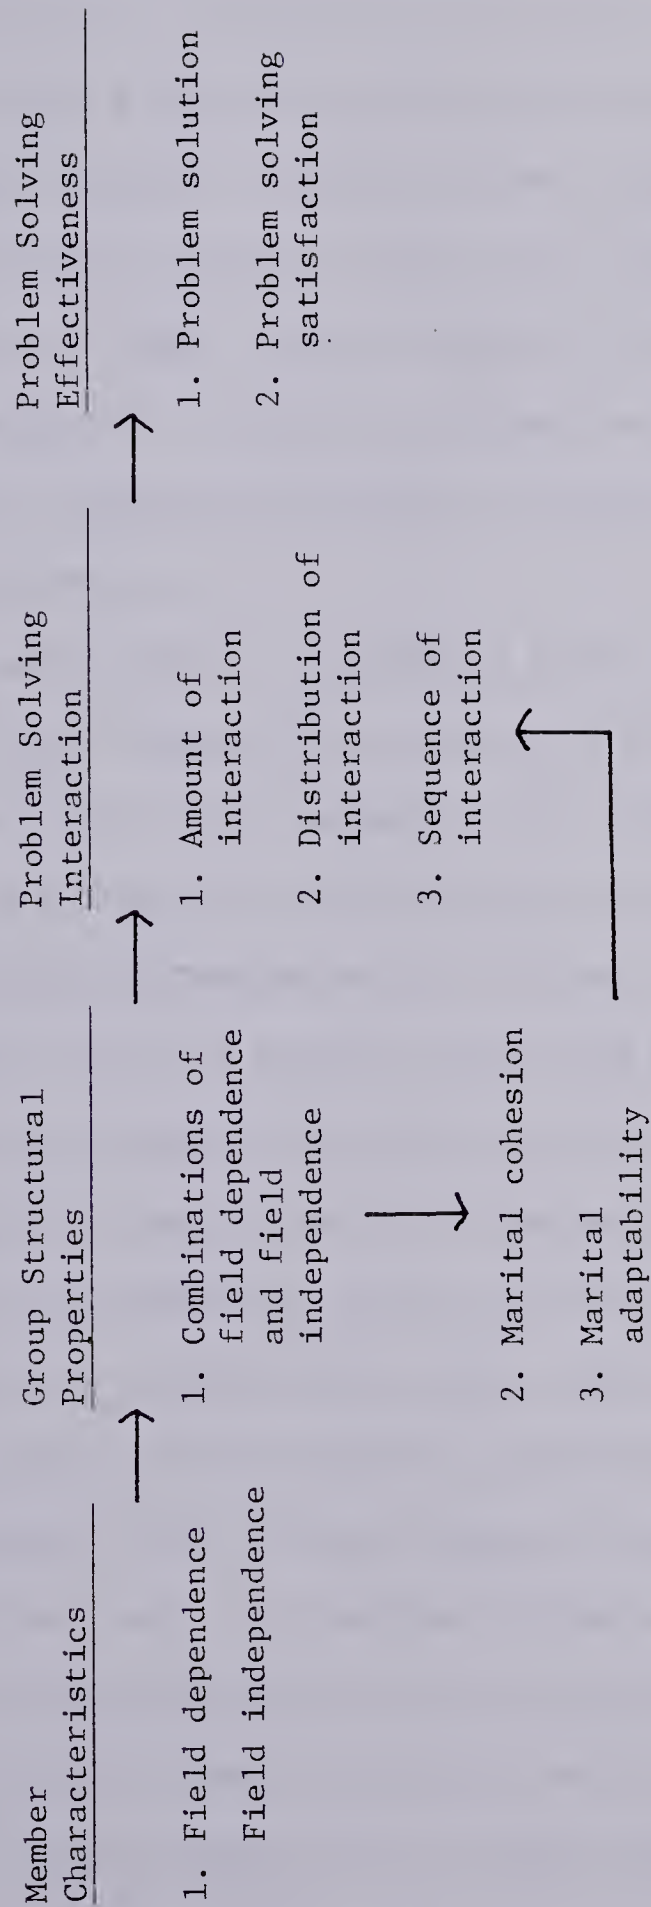 Member
Characteristics
1. Field dependence
Field independence
Group Structural
Properties
1. Combinations of
field dependence
and field
independence
2. Marital cohesion
3. Marital
adaptability
Problem Solving
Interaction
1. Amount of
interaction
2. Distribution of
interaction
3. Sequence of
interaction
Problem Solving
Effectiveness
1. Problem solution
2. Problem solving
satisfaction